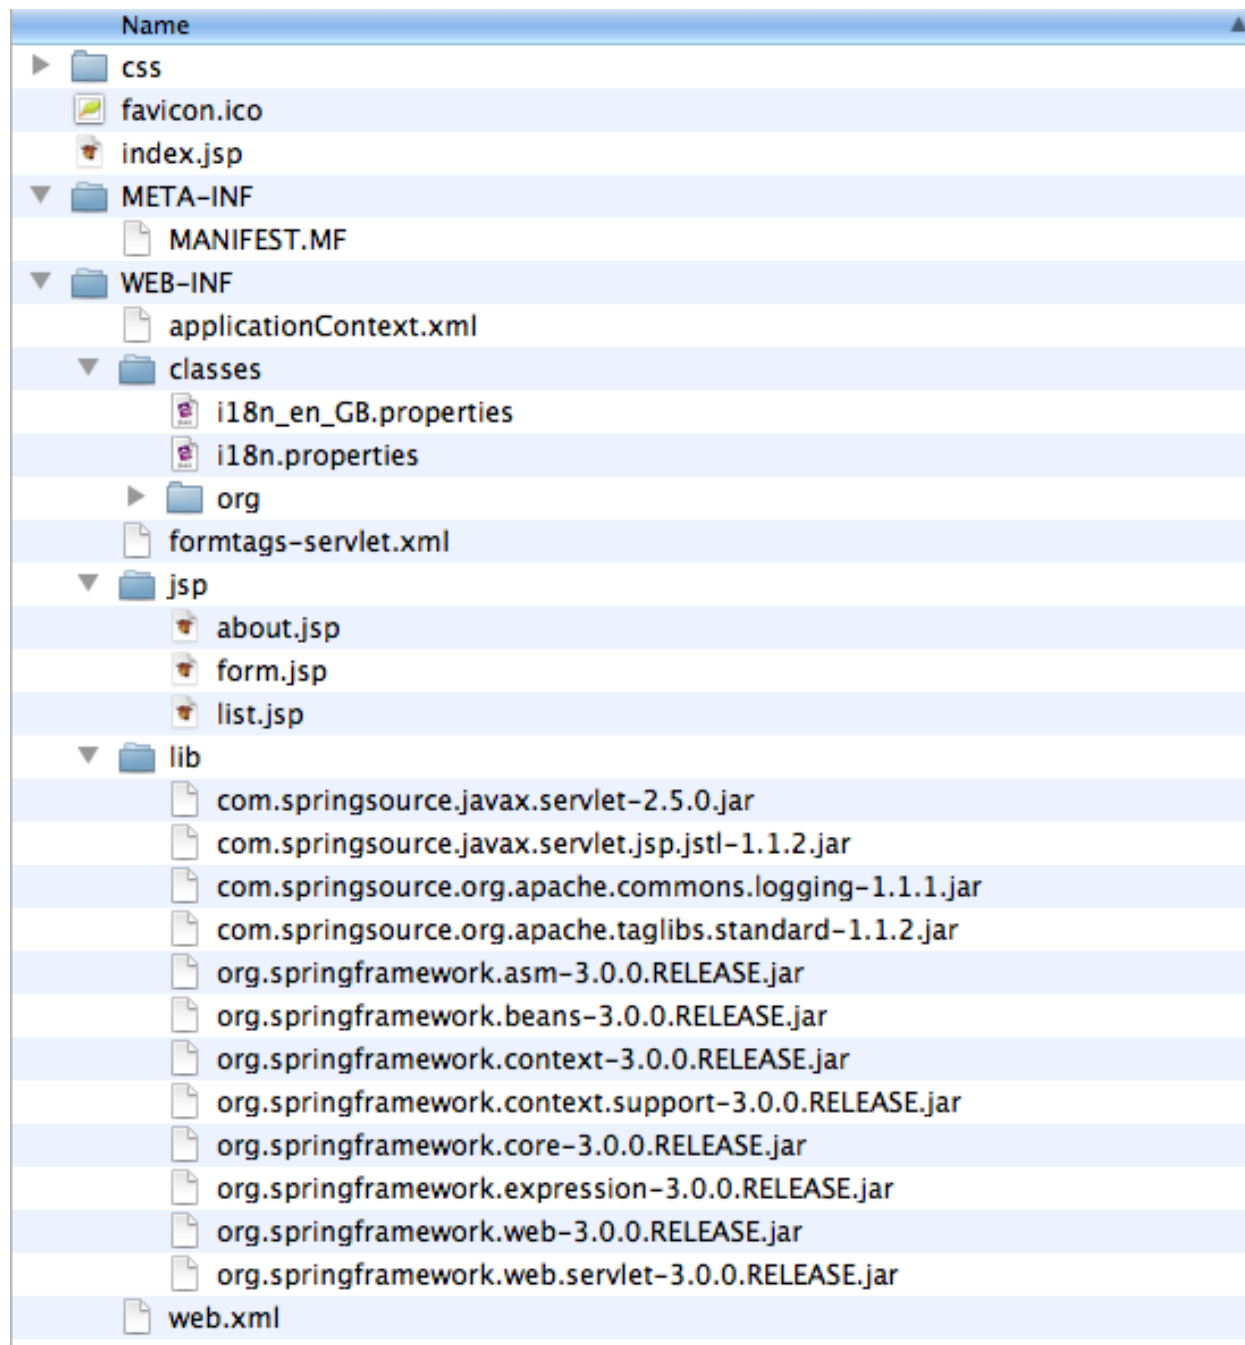 Name
css
favicon.ico
index.jsp
META-INF
MANIFEST.MF
WEB-INF
applicationContext.xml
classes
i18n_en_GB.properties
i18n.properties
org
formtags-servlet.xml
jsp
about.jsp
form.jsp
list.jsp
lib
com.springsource.javax.servlet-2.5.0.jar
com.springsource.javax.servlet.jsp.jstl-1.1.2.jar
com.springsource.org.apache.commons.logging-1.1.1.jar
com.springsource.org.apache.taglibs.standard-1.1.2.jar
org.springframework.asm-3.0.0.RELEASE.jar
org.springframework.beans-3.0.0.RELEASE.jar
org.springframework.context-3.0.0.RELEASE.jar
org.springframework.context.support-3.0.0.RELEASE.jar
org.springframework.core-3.0.0.RELEASE.jar
org.springframework.expression-3.0.0.RELEASE.jar
org.springframework.web-3.0.0.RELEASE.jar
org.springframework.web.servlet-3.0.0.RELEASE.jar
web.xml